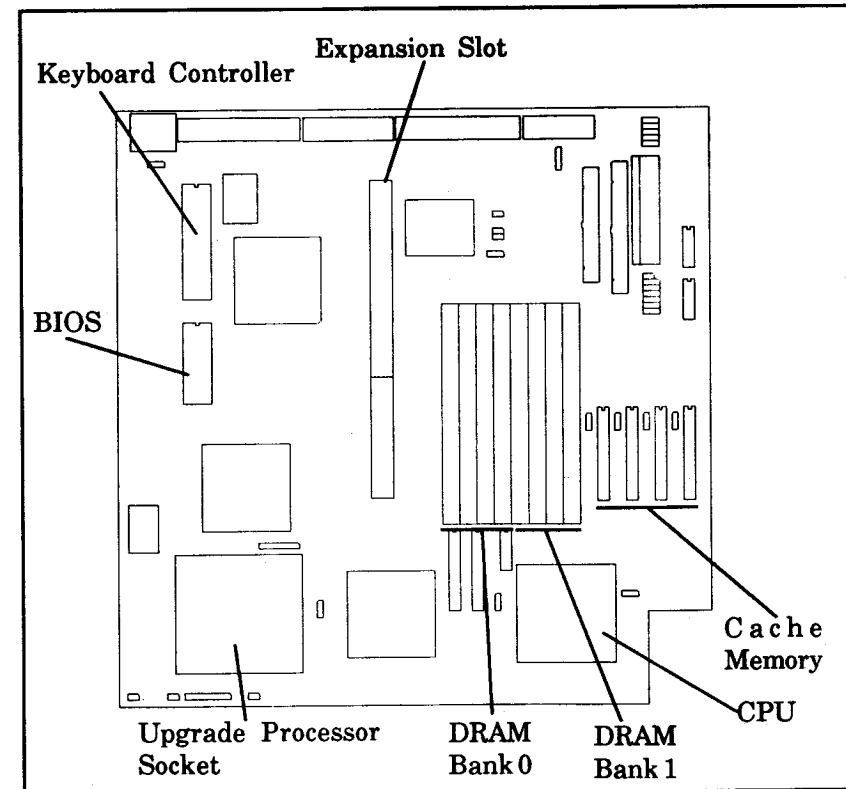 Expansion Slot
Keyboard Controller
BIOS
Cache
Memory
CPU
Upgrade Processor
Socket
DRAM
Bank 0
DRAM
Bank 1